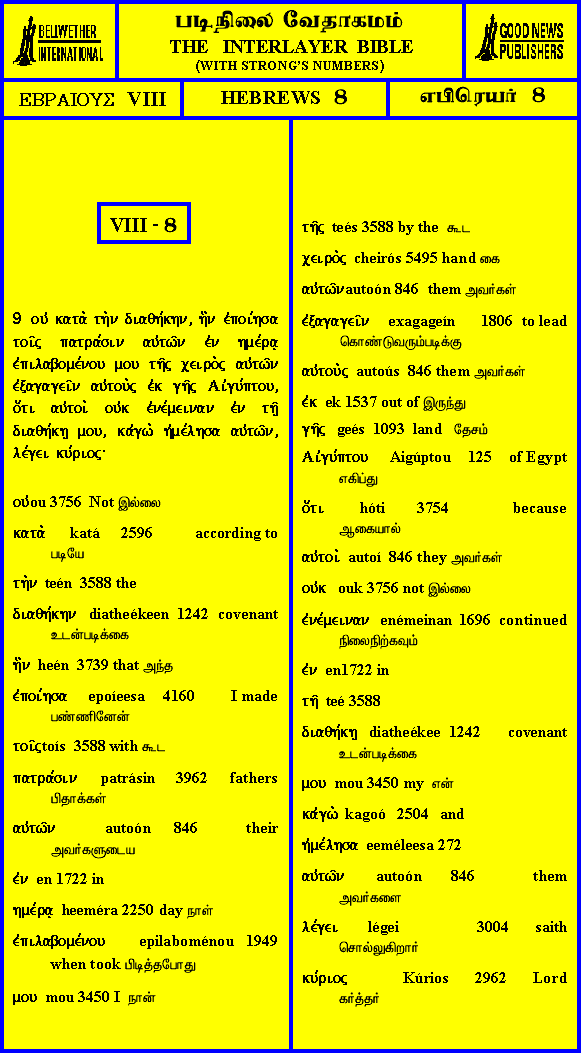 BELLWETHER
INTERNATIONAL
படிநிலை வேதாகமம்
THE INTERLAYER BIBLE
(WITH STRONG'S NUMBERS)
GOOD NEWS
PUBLISHERS
ΕΒΡΑΙΟΥΣ VIII
HEBREWS 8
எபிரெயர் 8
VIII - 8
9 οὐ κατὰ τὴν διαθήκην, ἣν ἐποίησα
τοῖς πατράσιν αὐτῶν ἐν ημέρᾳ
ἐπιλαβομένου μου τῆς χειρὸς αὐτῶν
ἐξαγαγεῖν αὐτοὺς ἐκ γῆς Αἰγύπτου,
ὅτι αὐτοὶ οὐκ ἐνέμειναν ἐν τῇ
διαθήκῃ μου, κἀγὼ ἠμέλησα αὐτῶν,
λέγει κύριος·
οὐ ou 3756 Not இல்லை
κατὰ katá 2596 according to
படியே
τὴν teén 3588 the
διαθήκην diatheékeen 1242 covenant
உடன்படிக்கை
ἣν heén 3739 that அந்த
ἐποίησα epoíeesa 4160 I made
பண்ணினேன்
τοῖς toís 3588 with கூட
πατράσιν patrásin 3962 fathers
பிதாக்கள்
αὐτῶν autoón 846 their
அவர்களுடைய
ἐν en 1722 in
ημέρᾳ heeméra 2250 day நாள்
ἐπιλαβομένου epilaboménou 1949
when took பிடித்தபோது
μου mou 3450 I நான்
τῆς teés 3588 by the கூட
χειρὸς cheirós 5495 hand கை
αὐτῶν autoón 846 them அவர்கள்
ἐξαγαγεῖν exagageín 1806 to lead
கொண்டுவரும்படிக்கு
αὐτοὺς autoús 846 them அவர்கள்
ἐκ ek 1537 out of இருந்து
γῆς geés 1093 land தேசம்
Αἰγύπτου Aigúptou 125 of Egypt
எகிப்து
ὅτι hóti 3754 because
ஆகையால்
αὐτοὶ autoí 846 they அவர்கள்
οὐκ ouk 3756 not இல்லை
ἐνέμειναν enémeinan 1696 continued
நிலைநிற்கவும்
ἐν en1722 in
τῇ teé 3588
διαθήκῃ diatheékee 1242 covenant
உடன்படிக்கை
μου mou 3450 my என்
κἀγὼ kagoó 2504 and
ἠμέλησα eeméleesa 272
αὐτῶν autoón 846 them
அவர்களை
λέγει légei 3004 saith
சொல்லுகிறார்
κύριος Kúrios 2962 Lord
கர்த்தர்